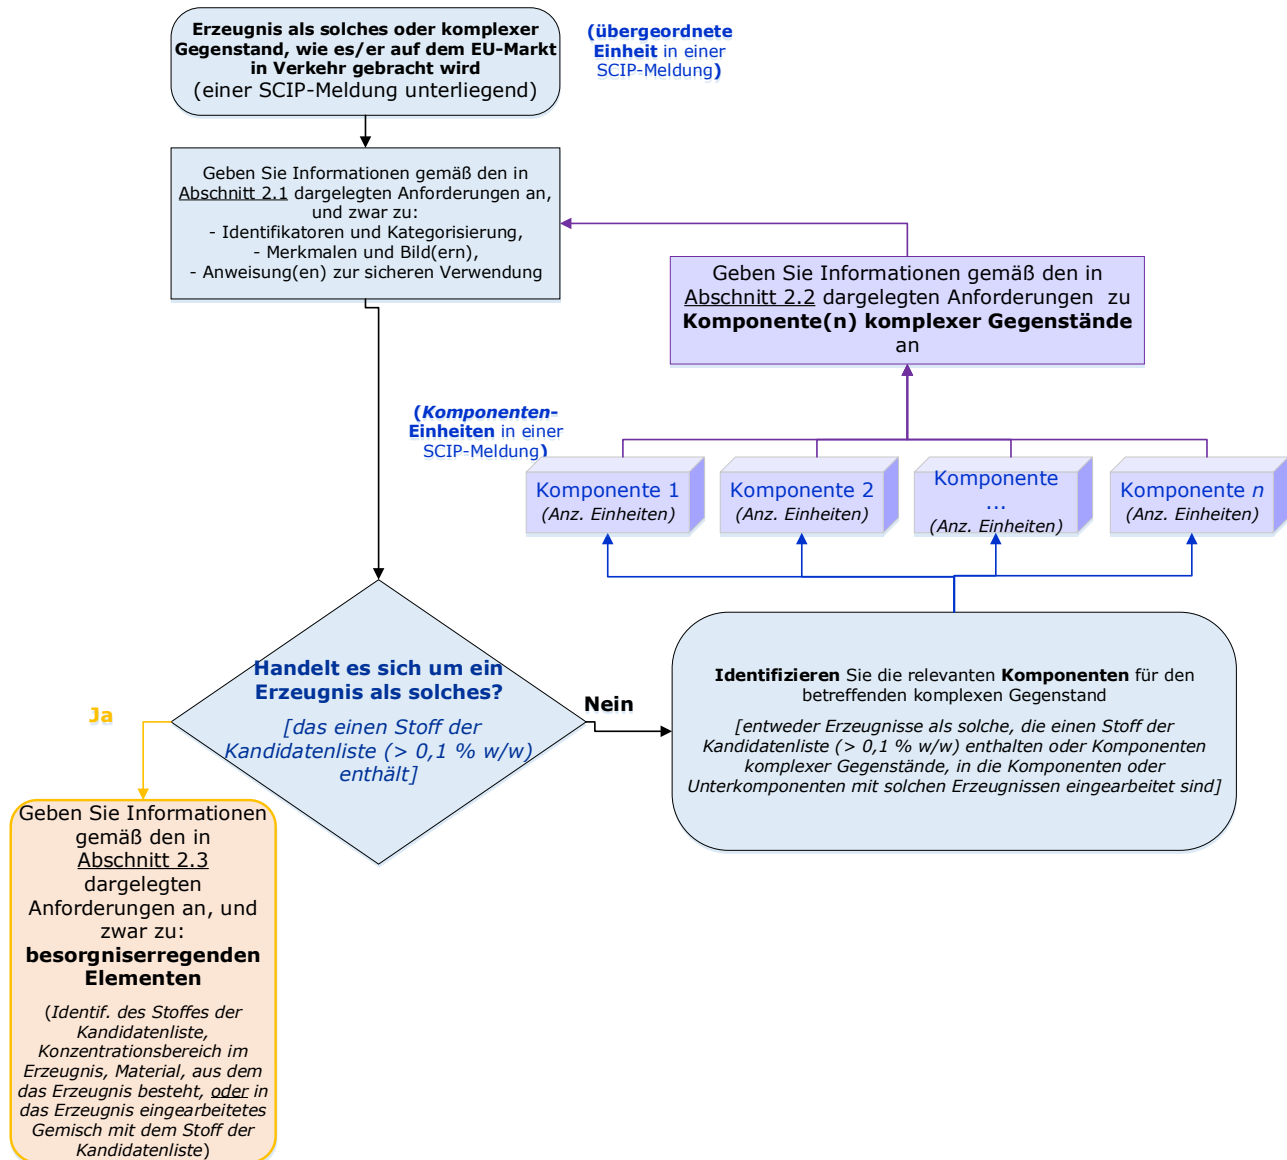 Erzeugnis als solches oder komplexer
Gegenstand, wie es/er auf dem EU-Markt
in Verkehr gebracht wird
(einer SCIP-Meldung unterliegend)
(übergeordnete
Einheit in einer
SCIP-Meldung)
Geben Sie Informationen gemäß den in
Abschnitt 2.1 dargelegten Anforderungen an,
und zwar zu:
- Identifikatoren und Kategorisierung,
- Merkmalen und Bild(ern),
- Anweisung(en) zur sicheren Verwendung
Geben Sie Informationen gemäß den in
Abschnitt 2.2 dargelegten Anforderungen zu
Komponente(n) komplexer Gegenstände
an
(Komponenten-
Einheiten in einer
SCIP-Meldung)
Komponente 1
(Anz. Einheiten)
Komponente 2
(Anz. Einheiten)
Komponente
...
(Anz. Einheiten)
Komponente n
(Anz. Einheiten)
Handelt es sich um ein
Erzeugnis als solches?
[das einen Stoff der
Kandidatenliste (> 0,1 % w/w)
enthält]
Ja
Nein
Identifizieren Sie die relevanten Komponenten für den
betreffenden komplexen Gegenstand
[entweder Erzeugnisse als solche, die einen Stoff der
Kandidatenliste (> 0,1 % w/w) enthalten oder Komponenten
komplexer Gegenstände, in die Komponenten oder
Unterkomponenten mit solchen Erzeugnissen eingearbeitet sind]
Geben Sie Informationen
gemäß den in
Abschnitt 2.3
dargelegten
Anforderungen an, und
zwar zu:
besorgniserregenden
Elementen
(Identif. des Stoffes der
Kandidatenliste,
Konzentrationsbereich im
Erzeugnis, Material, aus dem
das Erzeugnis besteht, oder in
das Erzeugnis eingearbeitetes
Gemisch mit dem Stoff der
Kandidatenliste)